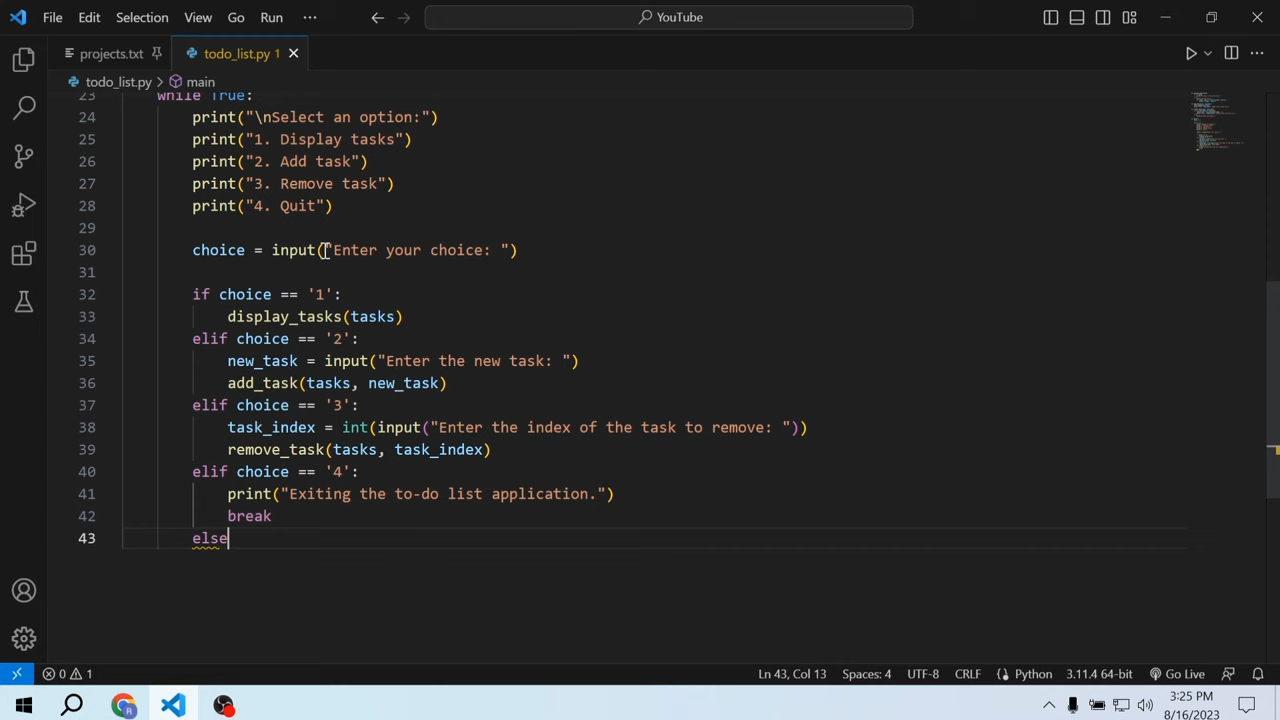 File Edit Selection View Go Run ··· YouTube
projects.txt todo_list.py 1
todo_list.py > main
23 while True:
24 print("\nSelect an option:")
25 print("1. Display tasks")
26 print("2. Add task")
27 print("3. Remove task")
28 print("4. Quit")
29
30 choice = input("Enter your choice: ")
31
32 if choice == '1':
33 display_tasks(tasks)
34 elif choice == '2':
35 new_task = input("Enter the new task: ")
36 add_task(tasks, new_task)
37 elif choice == '3':
38 task_index = int(input("Enter the index of the task to remove: "))
39 remove_task(tasks, task_index)
40 elif choice == '4':
41 print("Exiting the to-do list application.")
42 break
43 else
0 1 Ln 43, Col 13 Spaces: 4 UTF-8 CRLF Python 3.11.4 64-bit Go Live
3:25 PM
8/16/2023